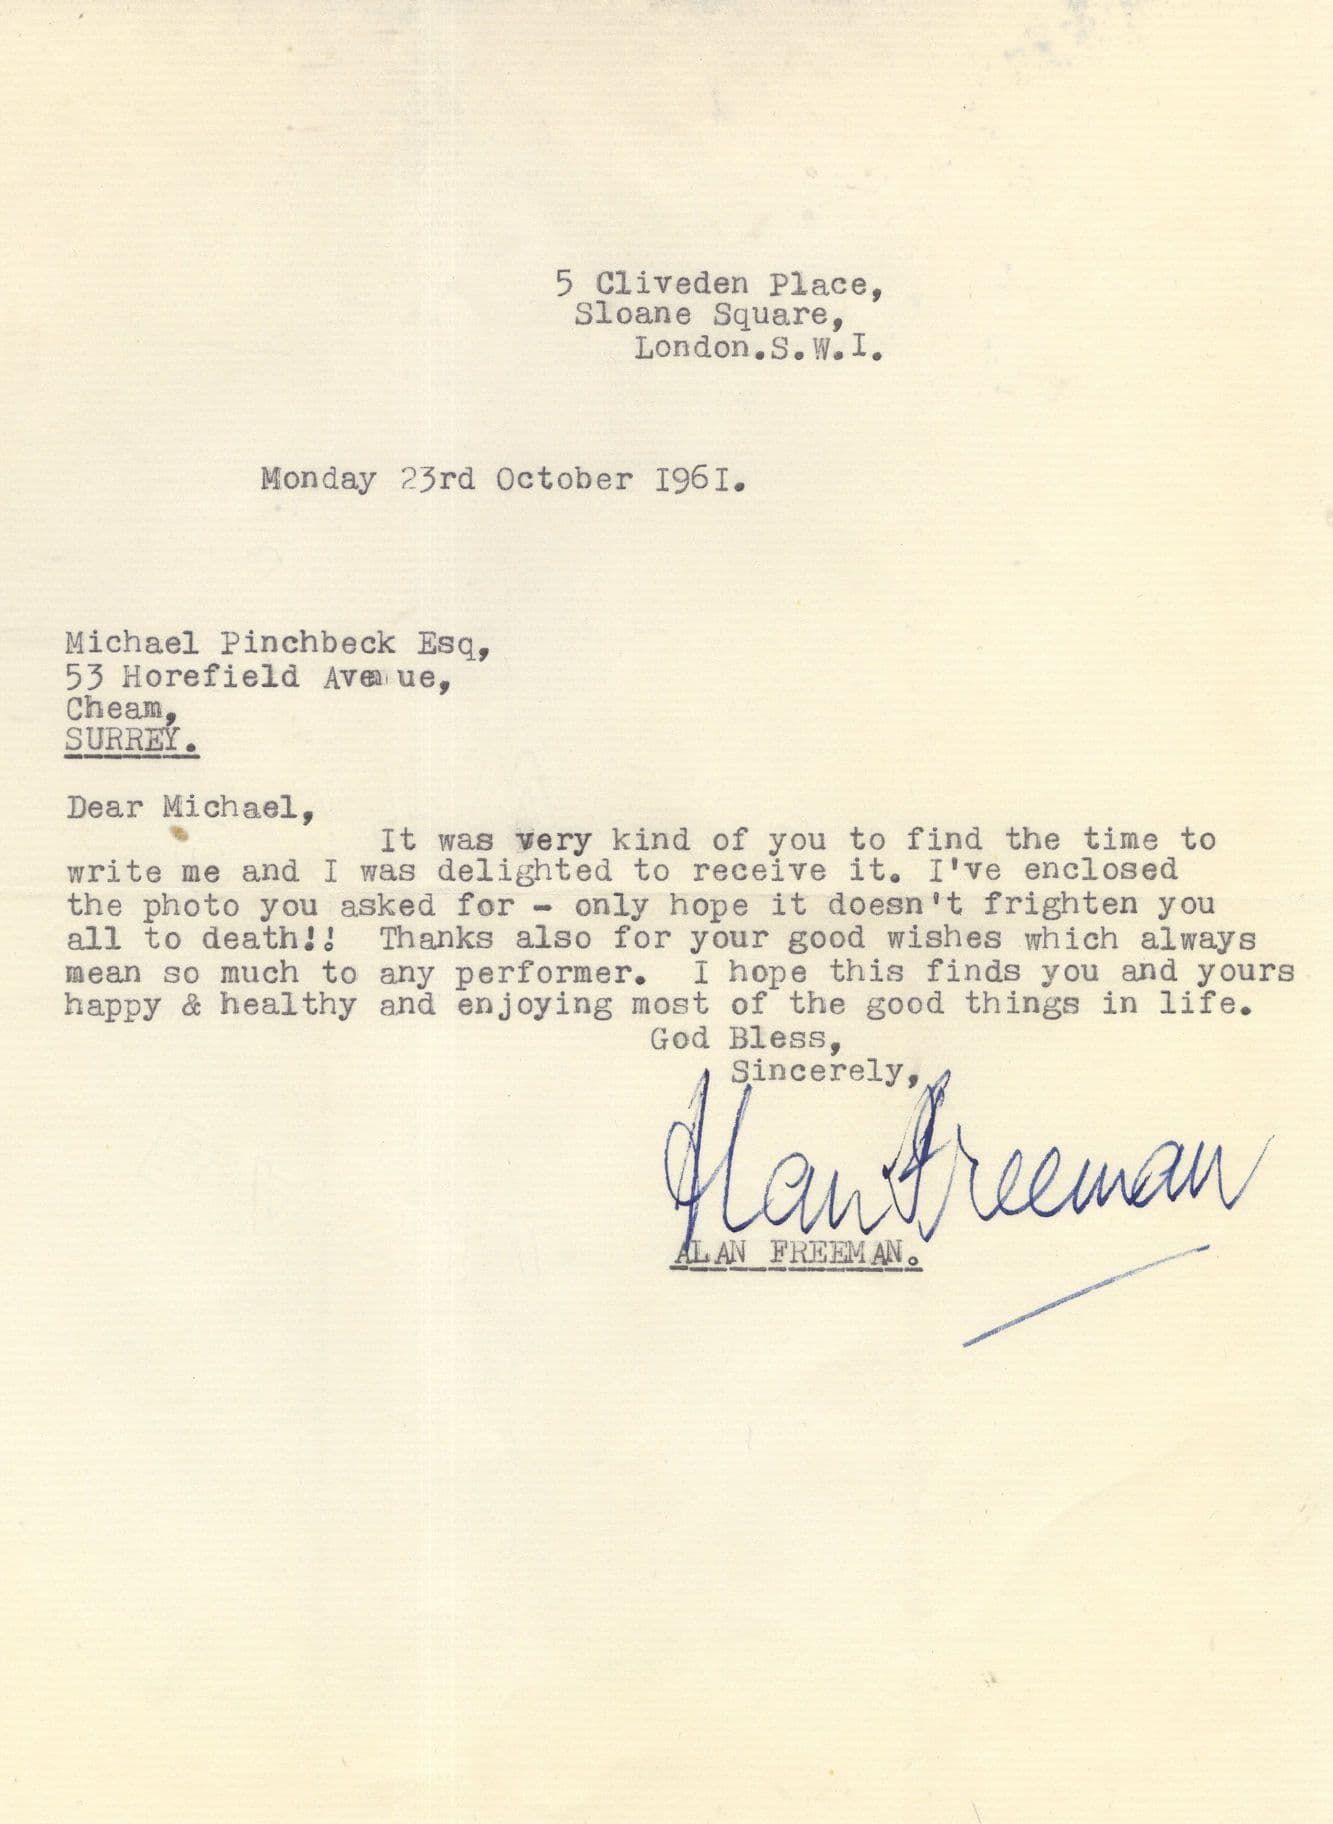 5 Cliveden Place,
Sloane Square,
London.S.W.I.
Monday 23rd October I96I.
Michael Pinchbeck Esq,
53 Horefield Avenue,
Cheam,
SURREY.
Dear Michael,
It was very kind of you to find the time to
write me and I was delighted to receive it. I've enclosed
the photo you asked for - only hope it doesn't frighten you
all to death!! Thanks also for your good wishes which always
mean so much to any performer. I hope this finds you and yours
happy & healthy and enjoying most of the good things in life.
God Bless,
Sincerely,
Alan Freeman
ALAN FREEMAN.